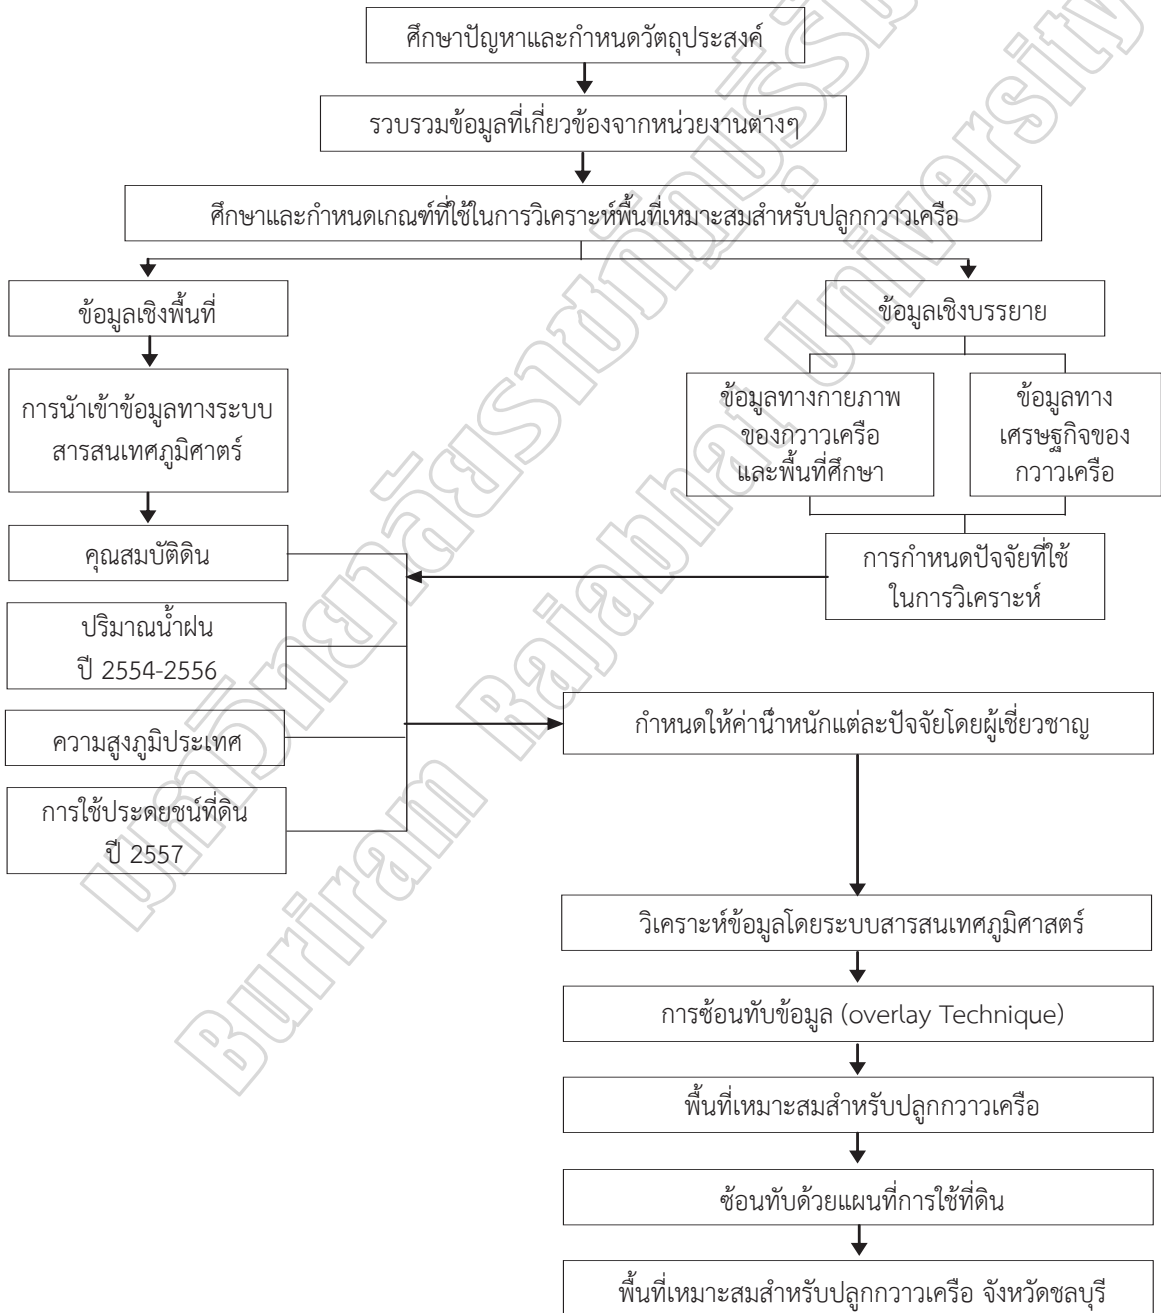 ศึกษาปัญหาและกำหนดวัตถุประสงค์
รวบรวมข้อมูลที่เกี่ยวข้องจากหน่วยงานต่างๆ
ศึกษาและกำหนดเกณฑ์ที่ใช้ในการวิเคราะห์พื้นที่เหมาะสมสำหรับปลูกกวาวเครือ
ข้อมูลเชิงพื้นที่
การนำเข้าข้อมูลทางระบบ
สารสนเทศภูมิศาตร์
คุณสมบัติดิน
ปริมาณน้ำฝน
ปี 2554-2556
ความสูงภูมิประเทศ
การใช้ประดยชน์ที่ดิน
ปี 2557
ข้อมูลเชิงบรรยาย
ข้อมูลทางกายภาพ
ของกวาวเครือ
และพื้นที่ศึกษา
ข้อมูลทาง
เศรษฐกิจของ
กวาวเครือ
การกำหนดปัจจัยที่ใช้
ในการวิเคราะห์
กำหนดให้ค่าน้ำหนักแต่ละปัจจัยโดยผู้เชี่ยวชาญ
วิเคราะห์ข้อมูลโดยระบบสารสนเทศภูมิศาสตร์
การซ้อนทับข้อมูล (overlay Technique)
พื้นที่เหมาะสมสำหรับปลูกกวาวเครือ
ซ้อนทับด้วยแผนที่การใช้ที่ดิน
พื้นที่เหมาะสมสำหรับปลูกกวาวเครือ จังหวัดชลบุรี
มหาวิทยาลัยราชภัฏบุรีรัมย์
Buriram Rajabhat University